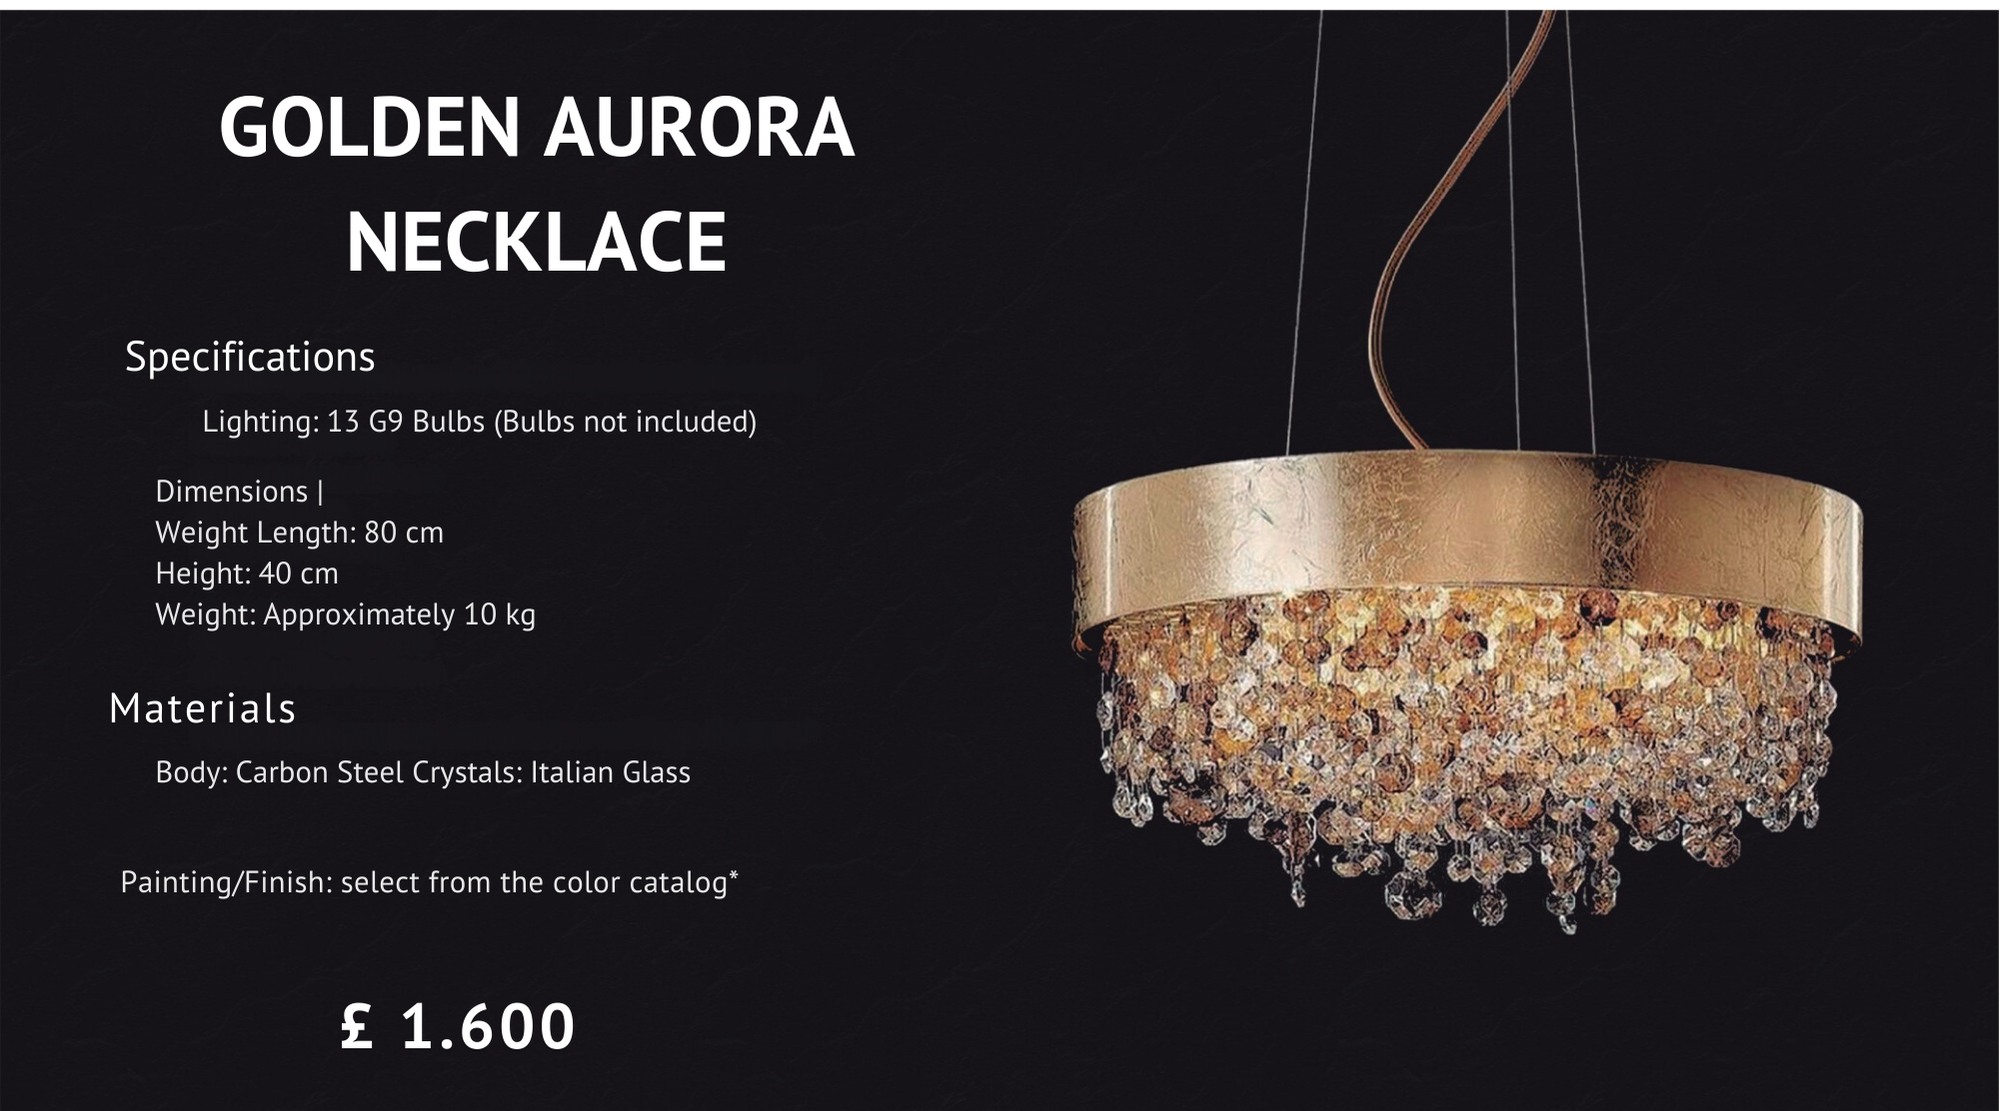 GOLDEN AURORA
NECKLACE
Specifications
Lighting: 13 G9 Bulbs (Bulbs not included)
Dimensions |
Weight Length: 80 cm
Height: 40 cm
Weight: Approximately 10 kg
Materials
Body: Carbon Steel Crystals: Italian Glass
Painting/Finish: select from the color catalog*
£ 1.600